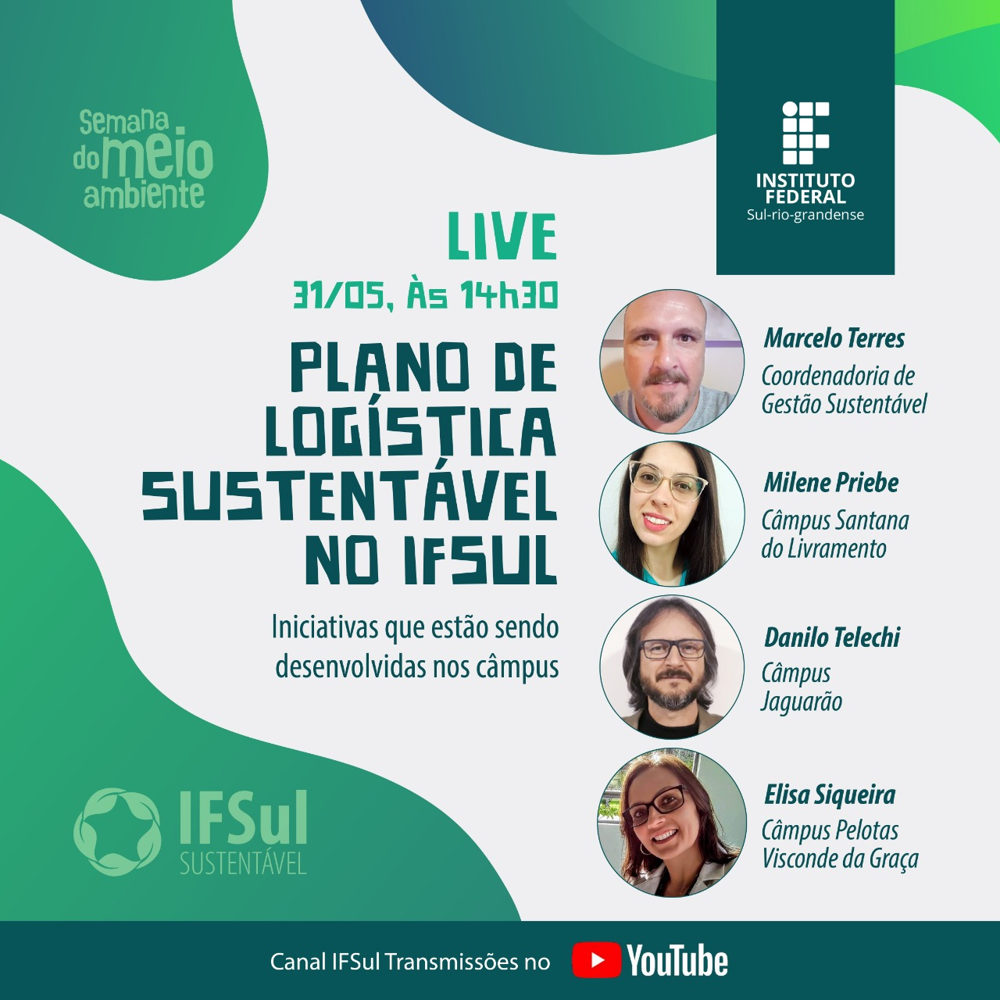 Semana
do meio
ambiente
INSTITUTO
FEDERAL
Sul-rio-grandense
LIVE
31/05, Às 14h30
PLANO DE
LOGÍSTICA
SUSTENTÁVEL
NO IFSUL
Iniciativas que estão sendo
desenvolvidas nos câmpus
Marcelo Terres
Coordenadoria de
Gestão Sustentável
Milene Priebe
Câmpus Santana
do Livramento
Danilo Telechi
Câmpus
Jaguarão
Elisa Siqueira
Câmpus Pelotas
Visconde da Graça
IFSul
SUSTENTÁVEL
Canal IFSul Transmissões no YouTube